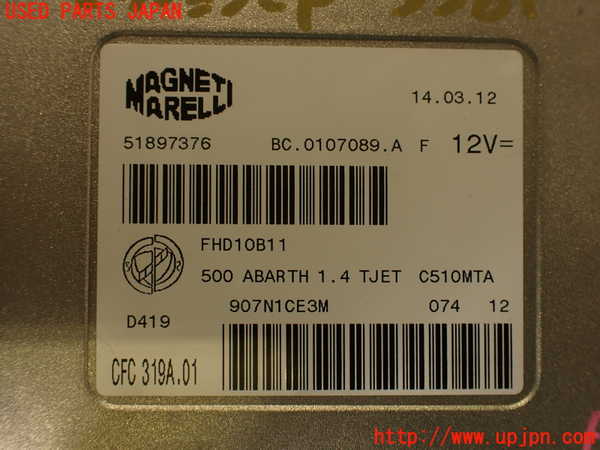 USED PARTS JAPAN
MAGNETI
MARELLI
14.03.12
51897376 BC.0107089.A F 12V=
FHD10B11
500 ABARTH 1.4 TJET C510MTA
907N1CE3M 074 12
D419
CFC 319A.01
http://www.upjpn.com